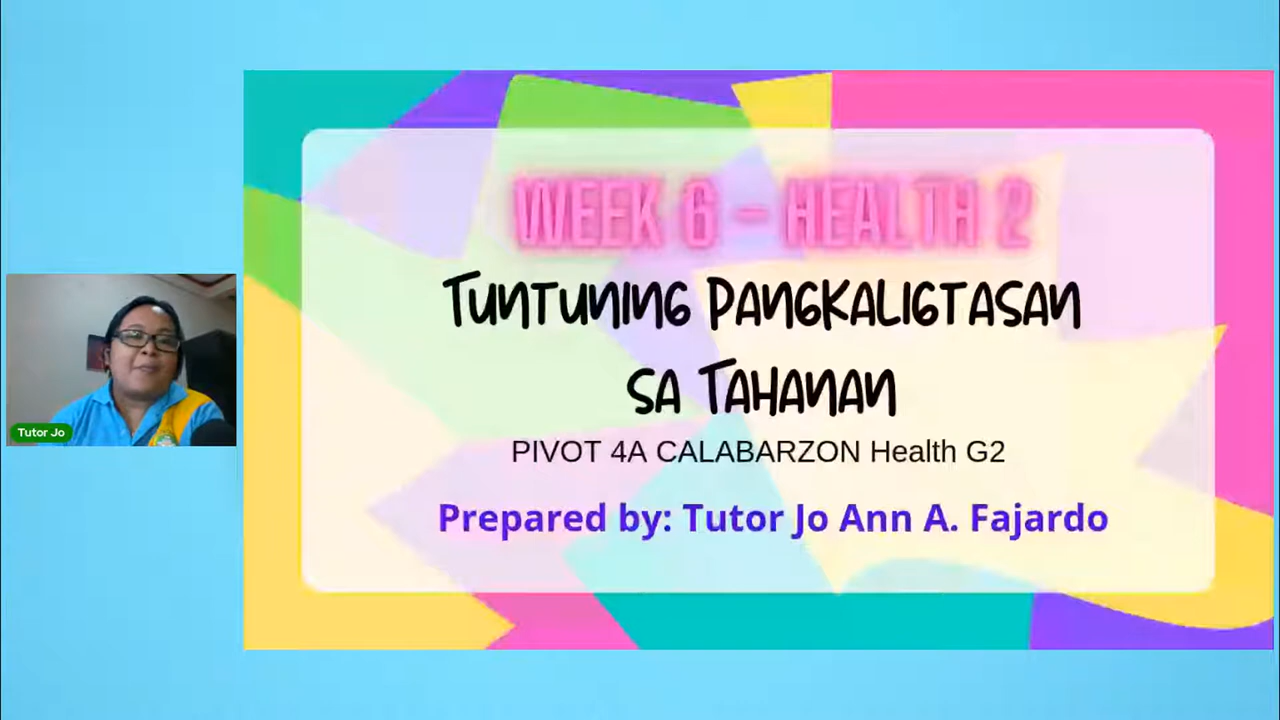 WEEK 6 - HEALTH 2
TUNTUNING PANGKALIGTASAN
SA TAHANAN
PIVOT 4A CALABARZON Health G2
Prepared by: Tutor Jo Ann A. Fajardo
Tutor Jo